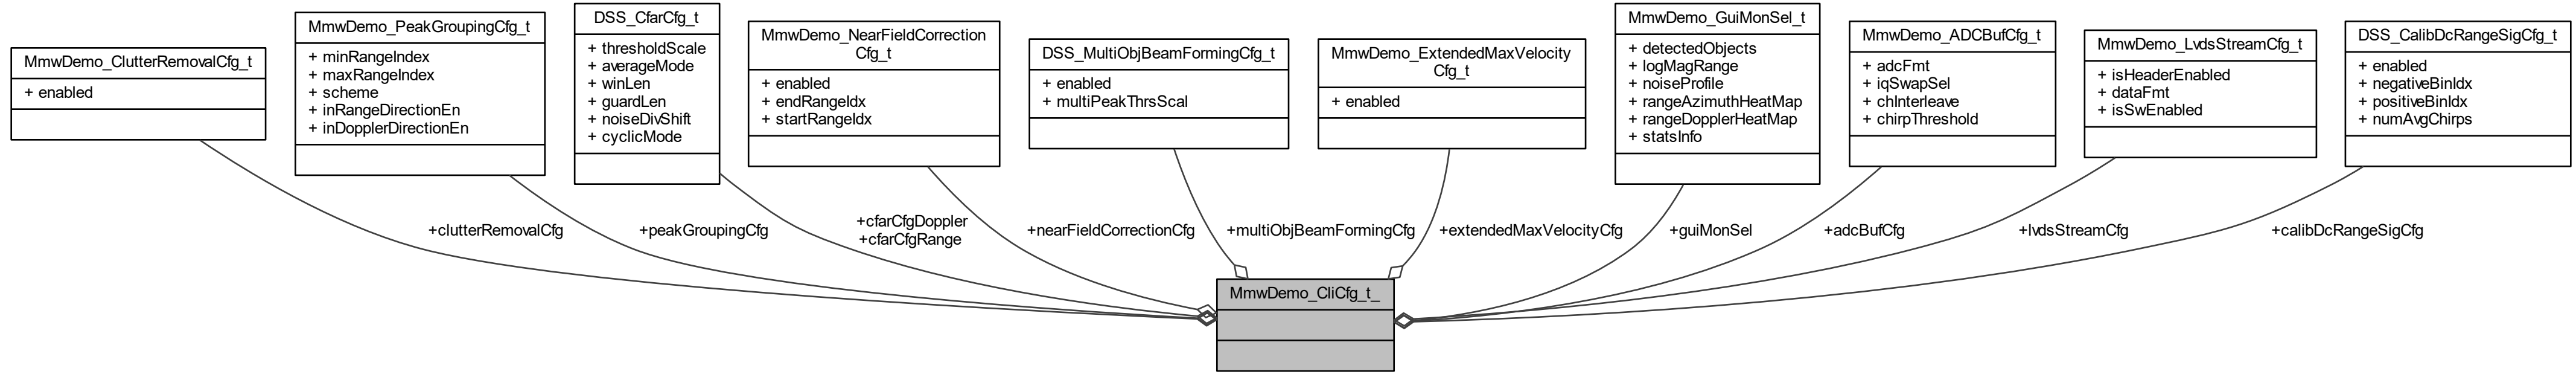 MmwDemo_ClutterRemovalCfg_t
+ enabled
MmwDemo_PeakGroupingCfg_t
+ minRangeIndex
+ maxRangeIndex
+ scheme
+ inRangeDirectionEn
+ inDopplerDirectionEn
DSS_CfarCfg_t
+ thresholdScale
+ averageMode
+ winLen
+ guardLen
+ noiseDivShift
+ cyclicMode
MmwDemo_NearFieldCorrection
Cfg_t
+ enabled
+ endRangeIdx
+ startRangeIdx
DSS_MultiObjBeamFormingCfg_t
+ enabled
+ multiPeakThrsScal
MmwDemo_ExtendedMaxVelocity
Cfg_t
+ enabled
MmwDemo_GuiMonSel_t
+ detectedObjects
+ logMagRange
+ noiseProfile
+ rangeAzimuthHeatMap
+ rangeDopplerHeatMap
+ statsInfo
MmwDemo_ADCBufCfg_t
+ adcFmt
+ iqSwapSel
+ chInterleave
+ chirpThreshold
MmwDemo_LvdsStreamCfg_t
+ isHeaderEnabled
+ dataFmt
+ isSwEnabled
DSS_CalibDcRangeSigCfg_t
+ enabled
+ negativeBinIdx
+ positiveBinIdx
+ numAvgChirps
+clutterRemovalCfg
+peakGroupingCfg
+cfarCfgDoppler
+cfarCfgRange
+nearFieldCorrectionCfg
+multiObjBeamFormingCfg
+extendedMaxVelocityCfg
+guiMonSel
+adcBufCfg
+lvdsStreamCfg
+calibDcRangeSigCfg
MmwDemo_CliCfg_t_